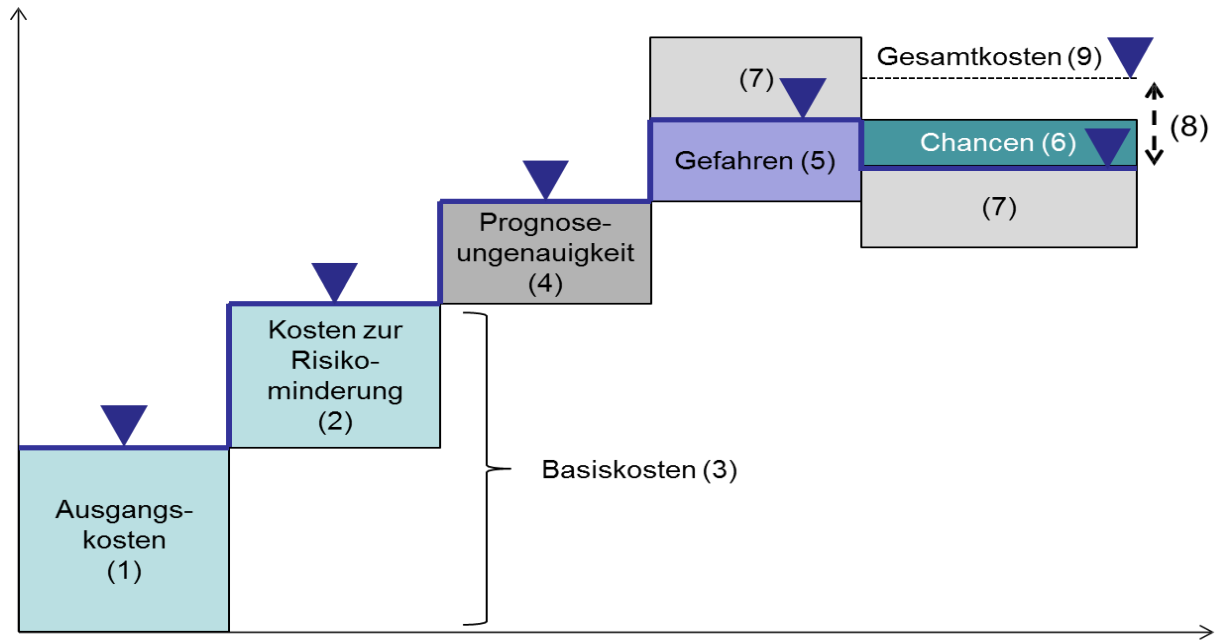 Gesamtkosten (9)
(7)
(8)
Chancen (6)
Gefahren (5)
(7)
Prognose-
ungenauigkeit
(4)
Kosten zur
Risiko-
minderung
(2)
Basiskosten (3)
Ausgangs-
kosten
(1)